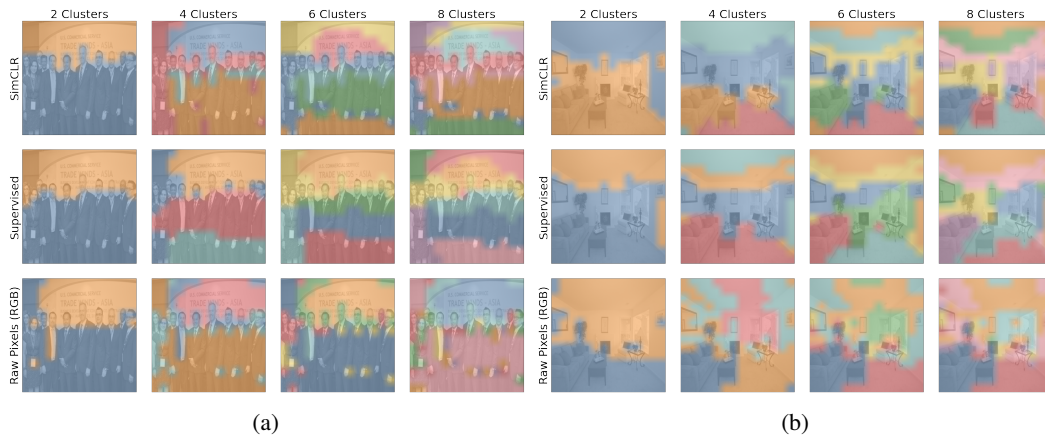 2 Clusters 4 Clusters 6 Clusters 8 Clusters 2 Clusters 4 Clusters 6 Clusters 8 Clusters
SimCLR SimCLR
Supervised Supervised
Raw Pixels (RGB) Raw Pixels (RGB)
(a) (b)